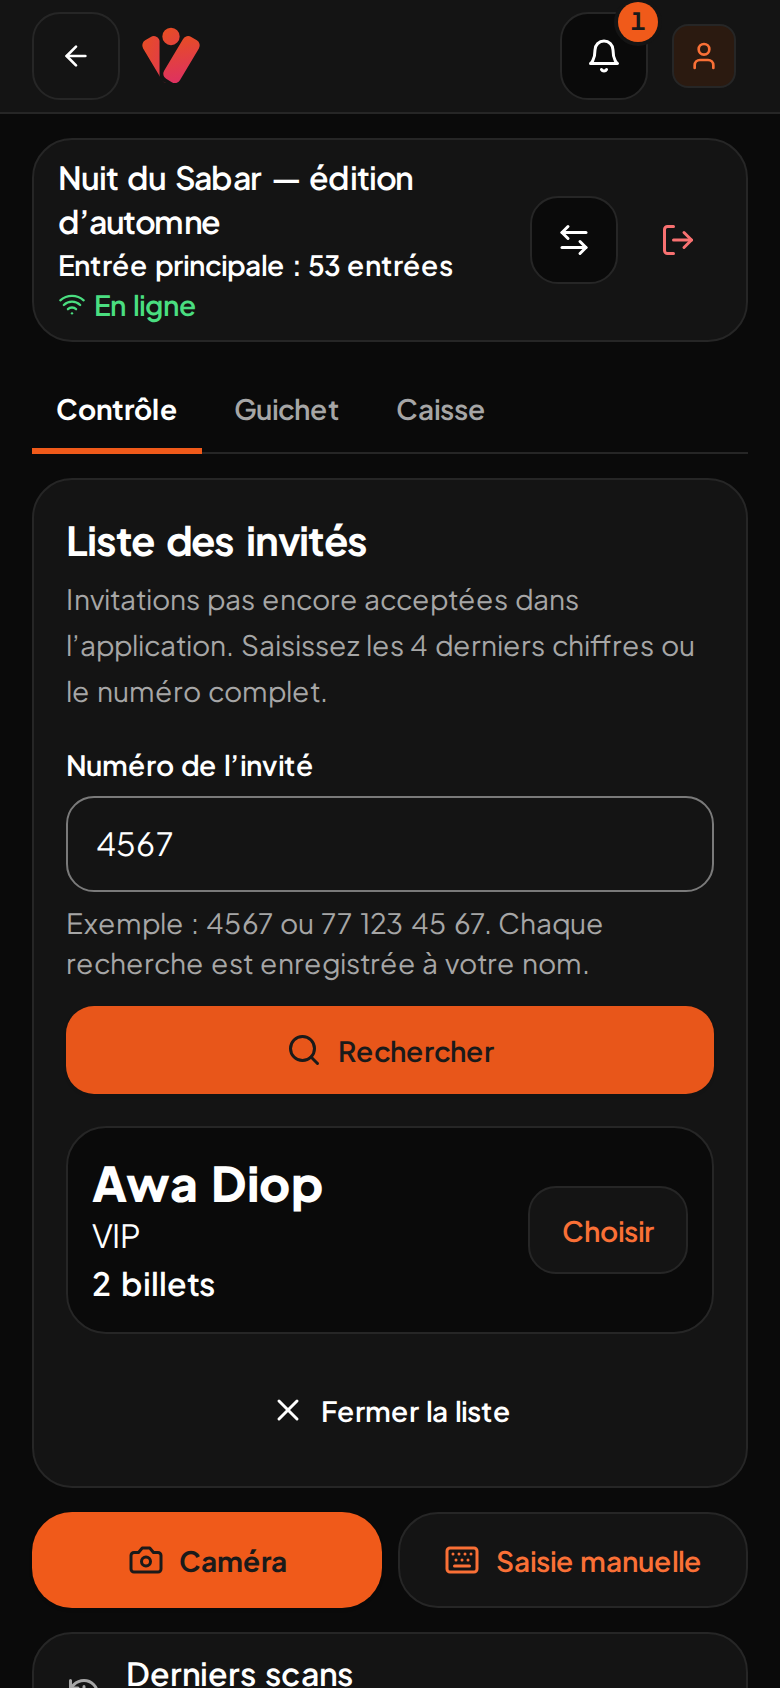 1
Nuit du Sabar — édition
d’automne
Entrée principale : 53 entrées
En ligne
Contrôle
Guichet
Caisse
Liste des invités
Invitations pas encore acceptées dans
l’application. Saisissez les 4 derniers chiffres ou
le numéro complet.
Numéro de l’invité
4567
Exemple : 4567 ou 77 123 45 67. Chaque
recherche est enregistrée à votre nom.
Rechercher
Awa Diop
VIP
2 billets
Choisir
Fermer la liste
Caméra
Saisie manuelle
Derniers scans